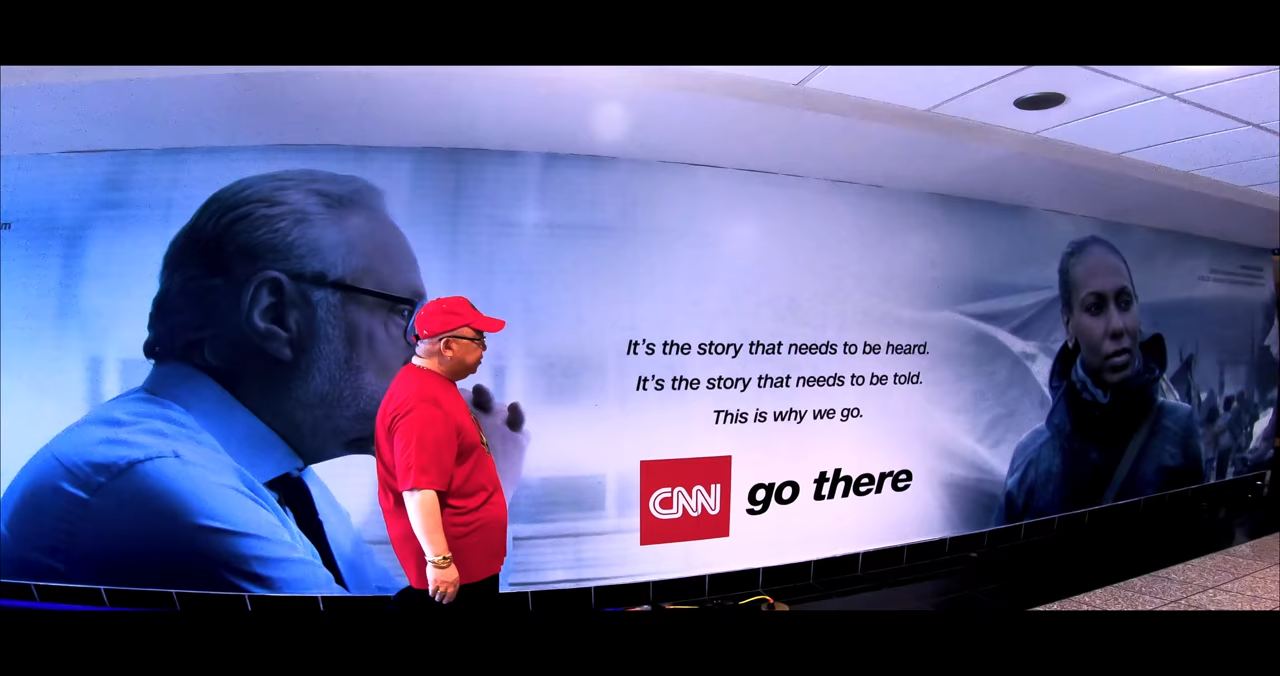 It's the story that needs to be heard.
It's the story that needs to be told.
This is why we go.
CNN go there